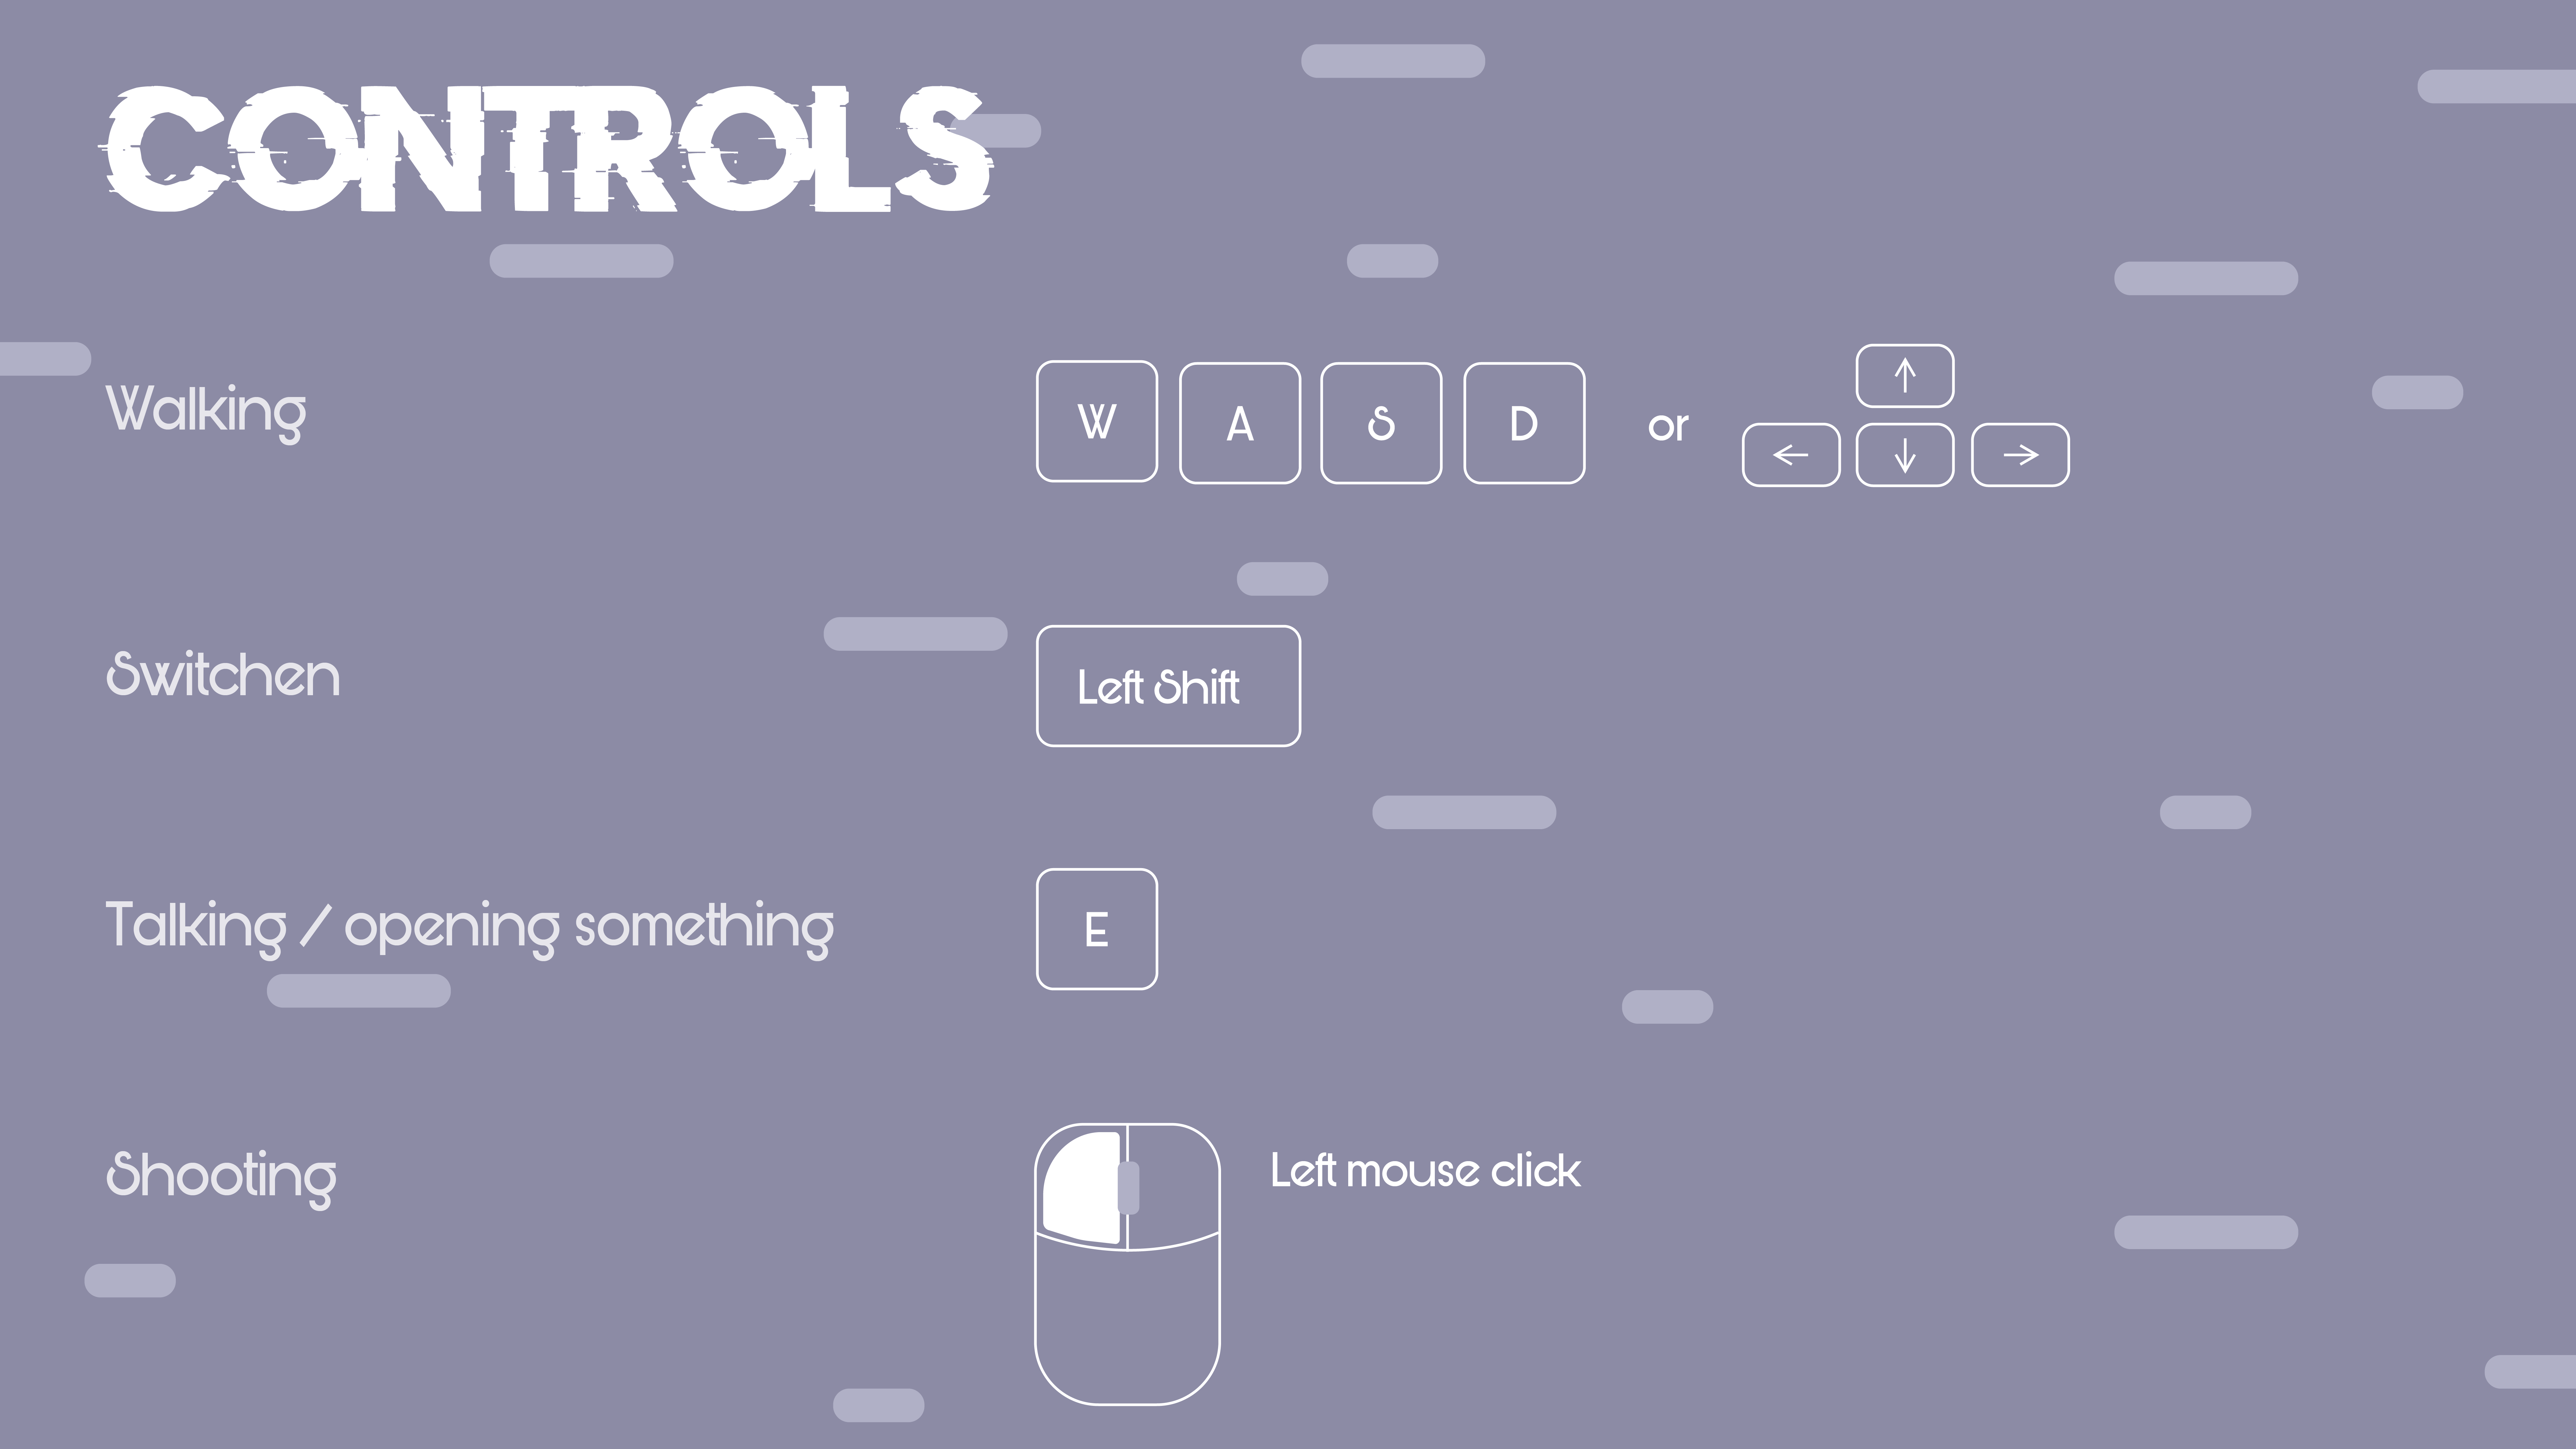 CONTROLS
Walking
W A S D or ↑ ← ↓ →
Switchen
Left Shift
Talking / opening something
E
Shooting
Left mouse click